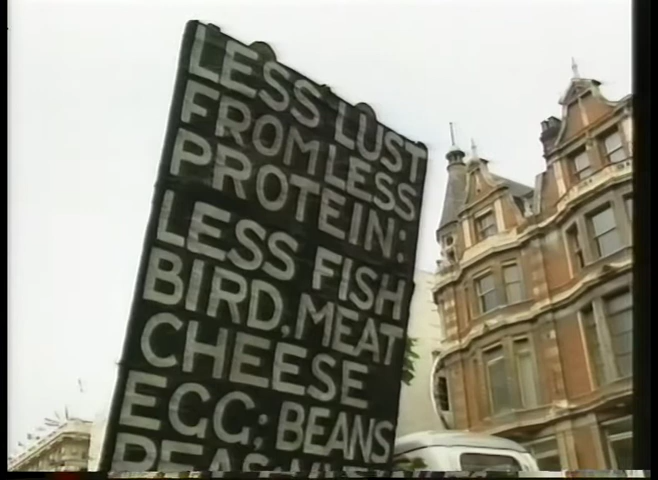 LESS LUST
FROM LESS
PROTEIN:
LESS FISH
BIRD, MEAT
CHEESE
EGG; BEANS
PEAS